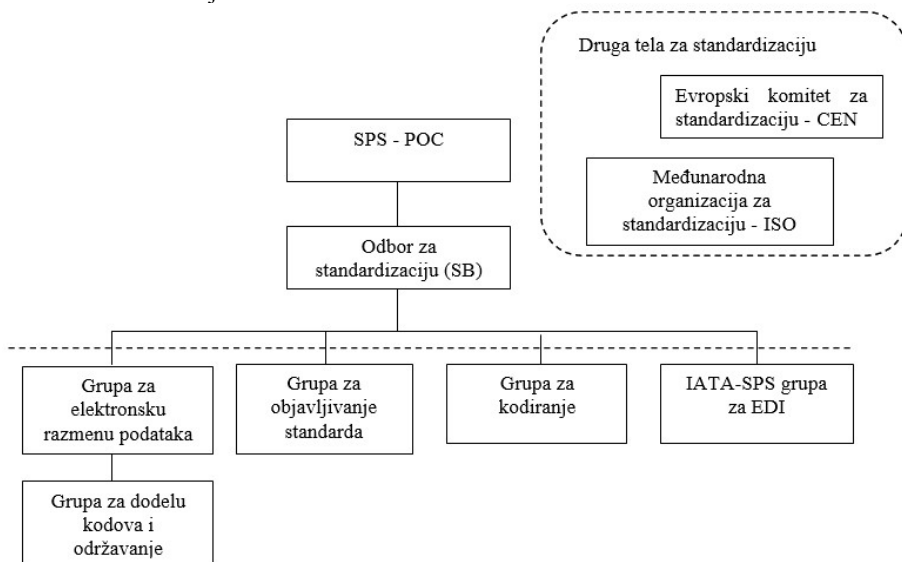 Druga tela za standardizaciju
Evropski komitet za
standardizaciju - CEN
SPS - POC
Međunarodna
organizacija za
standardizaciju - ISO
Odbor za
standardizaciju (SB)
Grupa za
elektronsku
razmenu podataka
Grupa za
objavljivanje
standarda
Grupa za
kodiranje
IATA-SPS grupa
za EDI
Grupa za dodelu
kodova i
održavanje